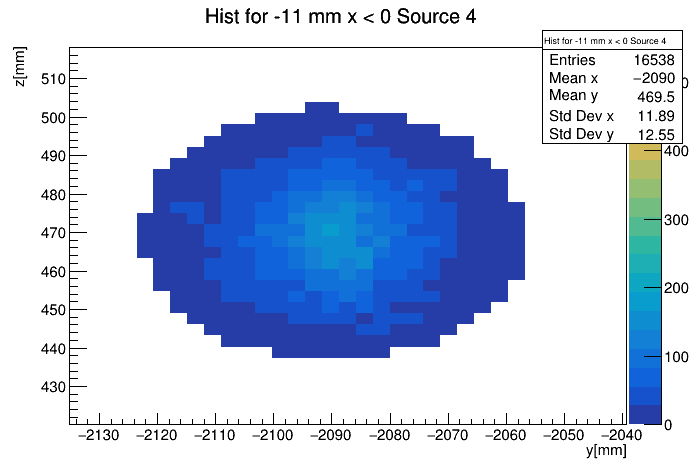 Hist for -11 mm x < 0 Source 4
z[mm]
Hist for -11 mm x < 0 Source 4
Entries 16538
Mean x −2090
Mean y 469.5
Std Dev x 11.89
Std Dev y 12.55
510
500
490
480
470
460
450
440
430
0
400
300
200
100
0
−2130 −2120 −2110 −2100 −2090 −2080 −2070 −2060 −2050 −2040
y[mm]